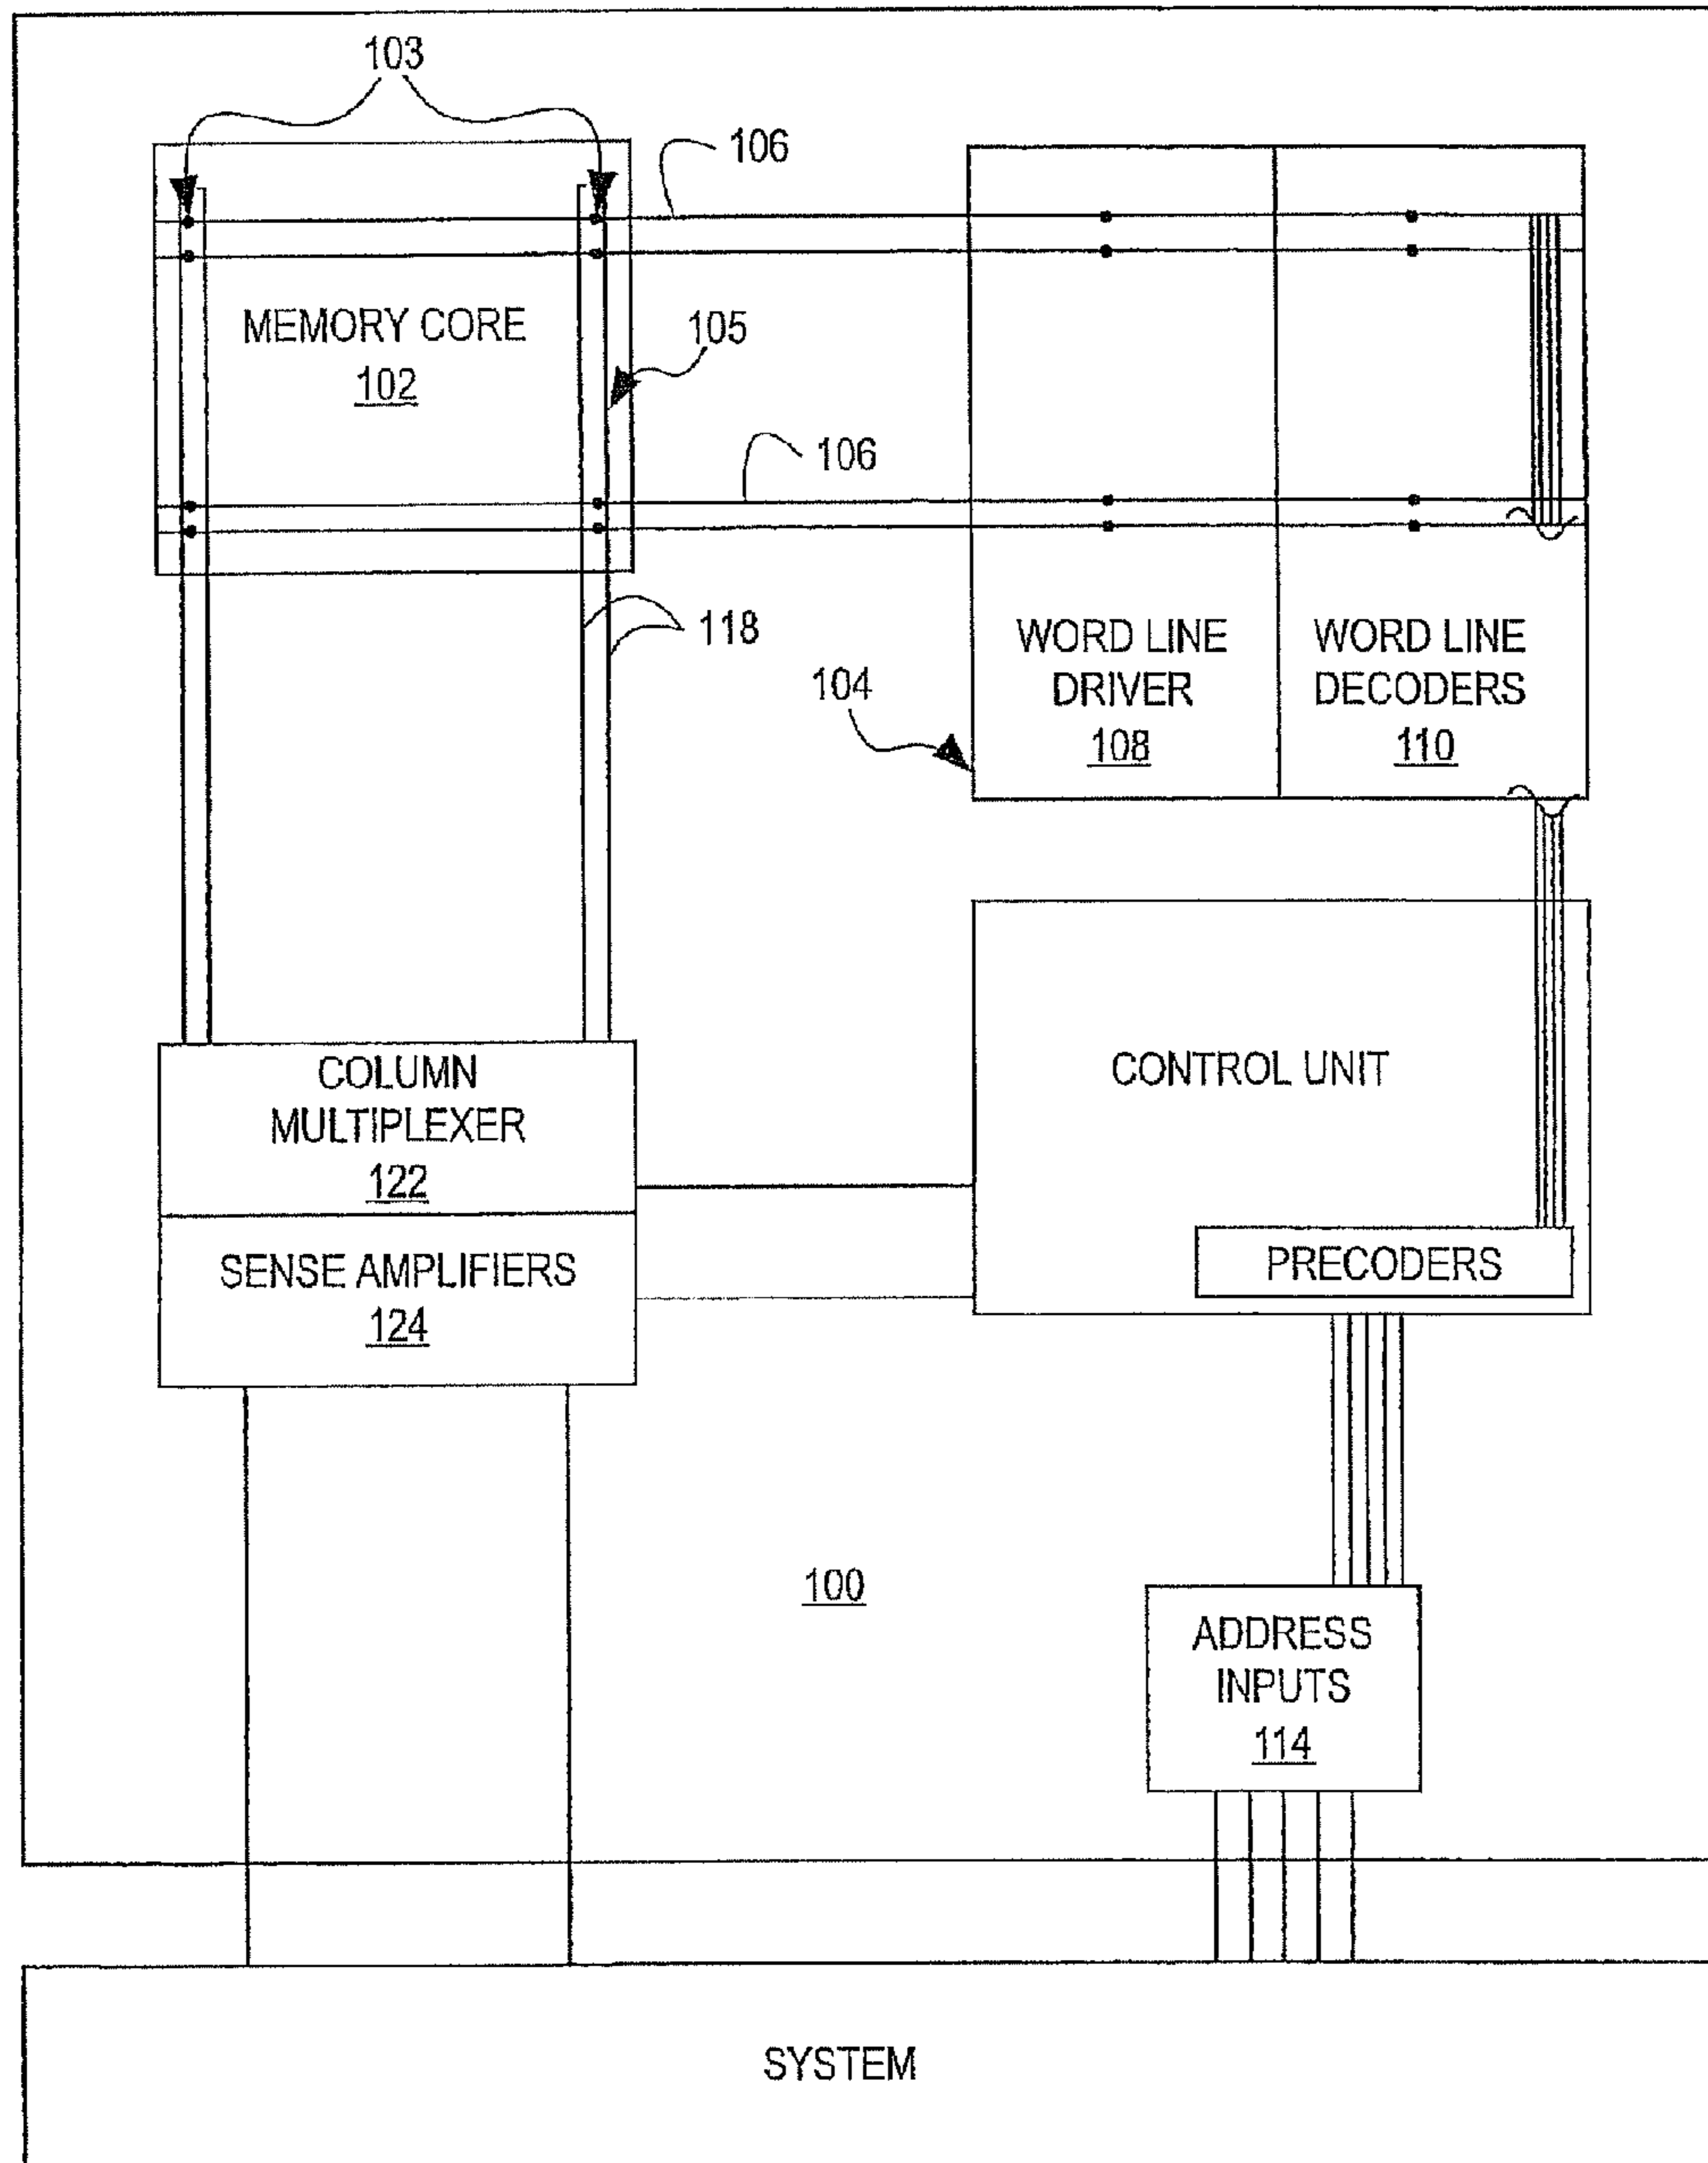 103
106
MEMORY CORE
102
105
106
118
WORD LINE
DRIVER
108
WORD LINE
DECODERS
110
104
COLUMN
MULTIPLEXER
122
CONTROL UNIT
SENSE AMPLIFIERS
124
PRECODERS
100
ADDRESS
INPUTS
114
SYSTEM